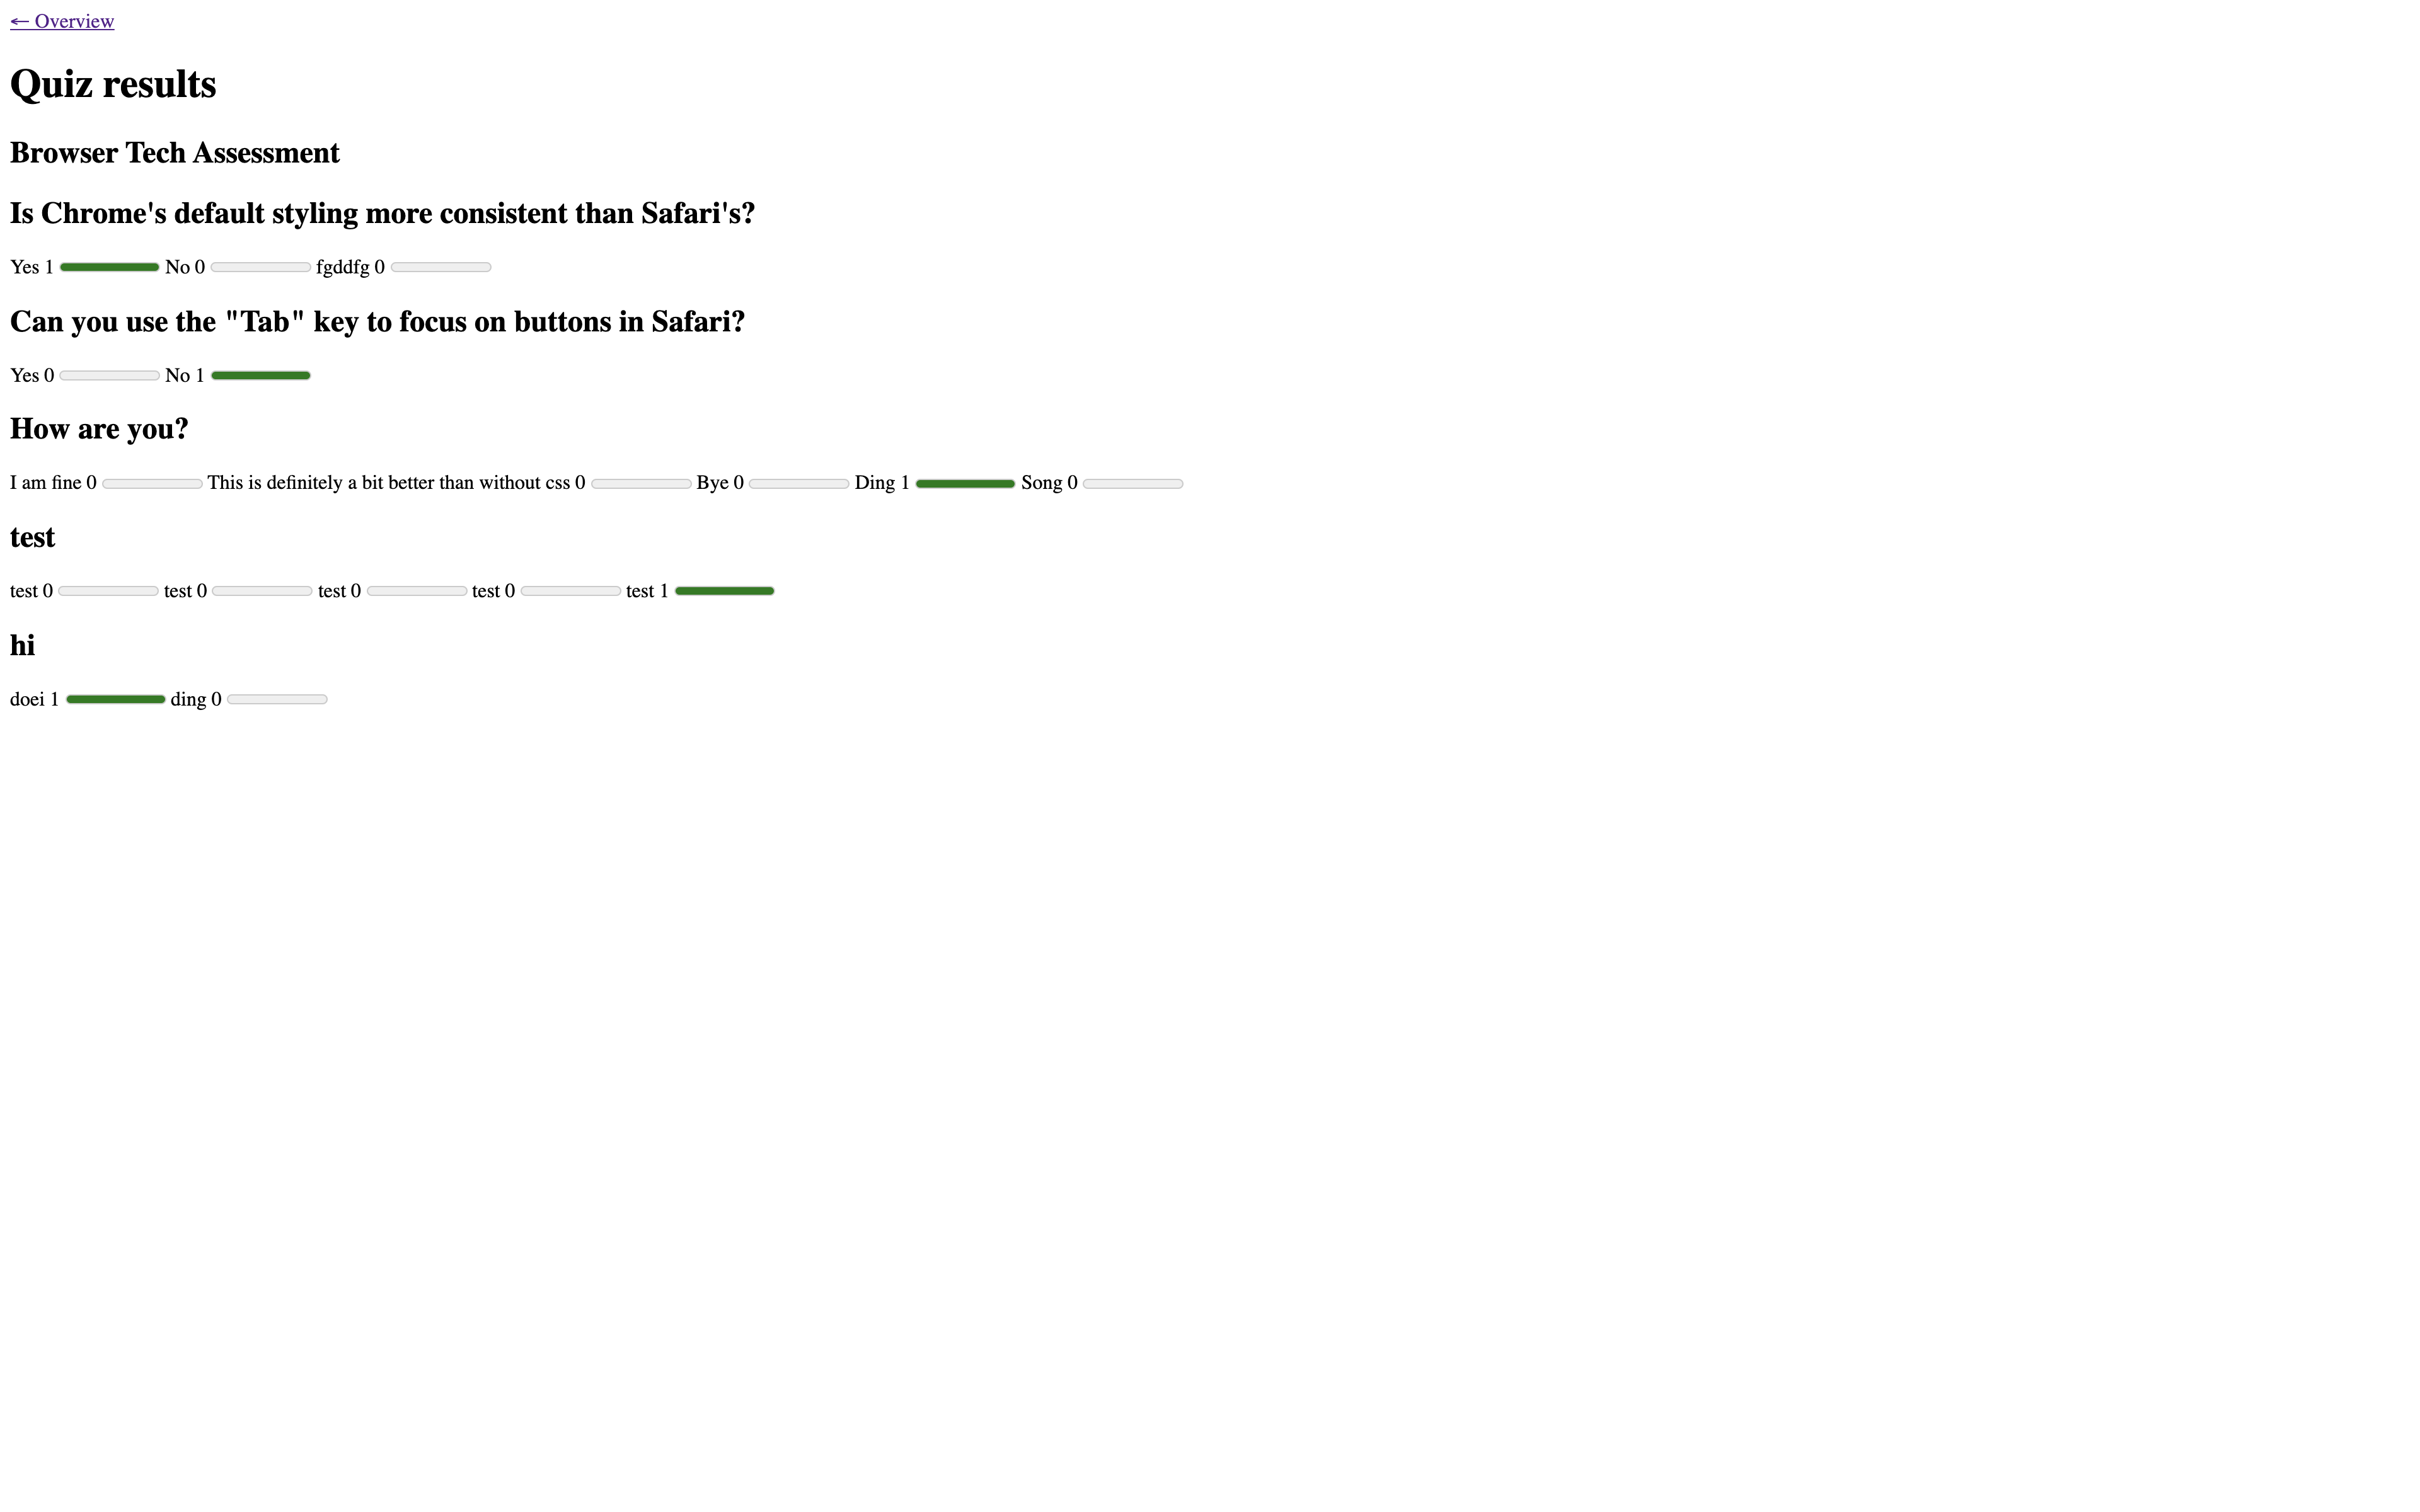 ← Overview
Quiz results
Browser Tech Assessment
Is Chrome's default styling more consistent than Safari's?
Yes 1 No 0 fgddfg 0
Can you use the "Tab" key to focus on buttons in Safari?
Yes 0 No 1
How are you?
I am fine 0 This is definitely a bit better than without css 0 Bye 0 Ding 1 Song 0
test
test 0 test 0 test 0 test 0 test 1
hi
doei 1 ding 0